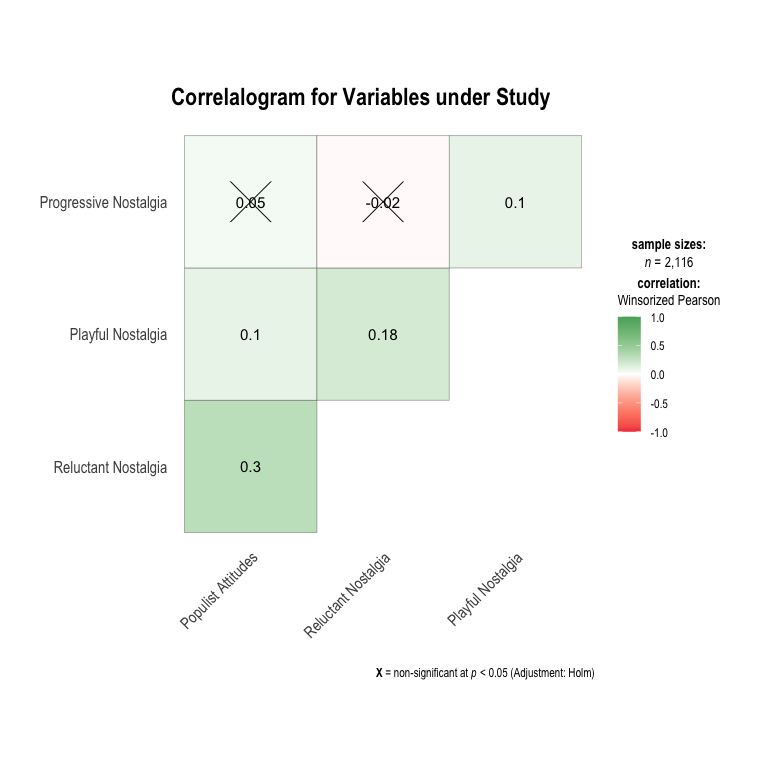 Correlalogram for Variables under Study
Progressive Nostalgia
0.05
-0.02
0.1
Playful Nostalgia
0.1
0.18
Reluctant Nostalgia
0.3
Populist Attitudes
Reluctant Nostalgia
Playful Nostalgia
sample sizes:
n = 2,116
correlation:
Winsorized Pearson
1.0
0.5
0.0
-0.5
-1.0
X = non-significant at p < 0.05 (Adjustment: Holm)